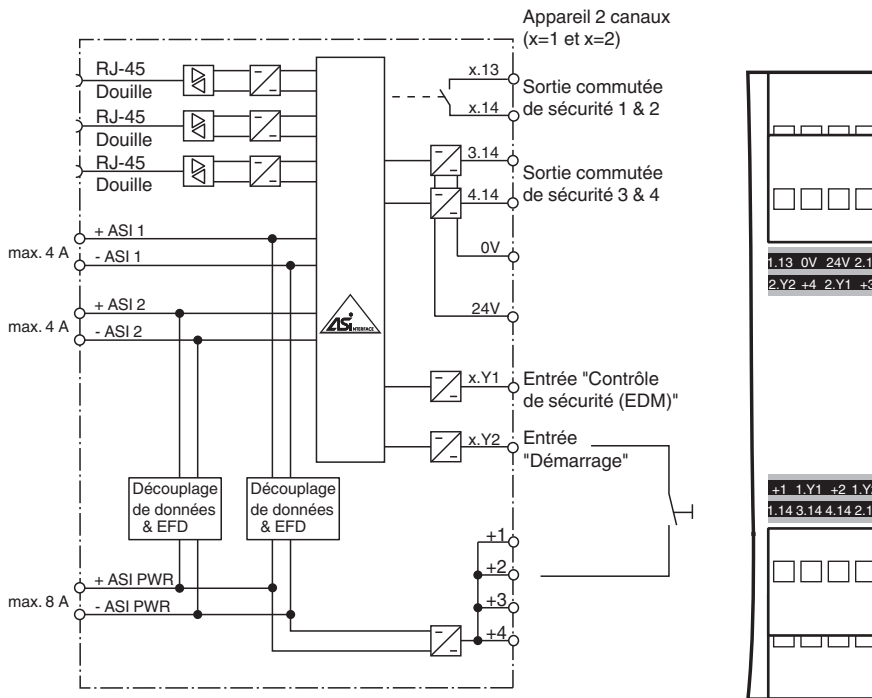 Appareil 2 canaux
(x=1 et x=2)
RJ-45
Douille
RJ-45
Douille
RJ-45
Douille
x.13
x.14
Sortie commutée
de sécurité 1 & 2
3.14
4.14
Sortie commutée
de sécurité 3 & 4
0V
24V
max. 4 A
+ ASI 1
- ASI 1
max. 4 A
+ ASI 2
- ASI 2
ASi INTERFACE
x.Y1
Entrée "Contrôle
de sécurité (EDM)"
x.Y2
Entrée
"Démarrage"
Découplage
de données
& EFD
Découplage
de données
& EFD
max. 8 A
+ ASI PWR
- ASI PWR
+1
+2
+3
+4
1.13 0V 24V 2.1
2.Y2 +4 2.Y1 +3
+1 1.Y1 +2 1.Y
1.14 3.14 4.14 2.1